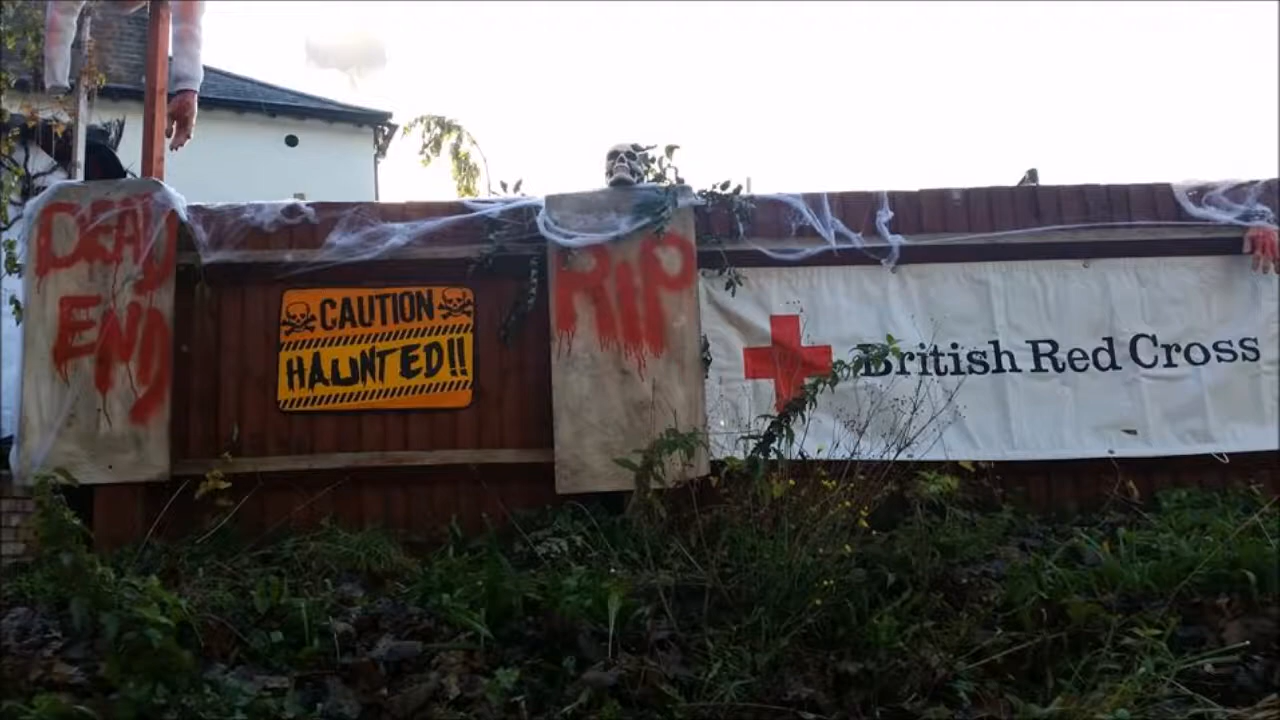 DEAD
END
CAUTION
HAUNTED!!
RIP
British Red Cross